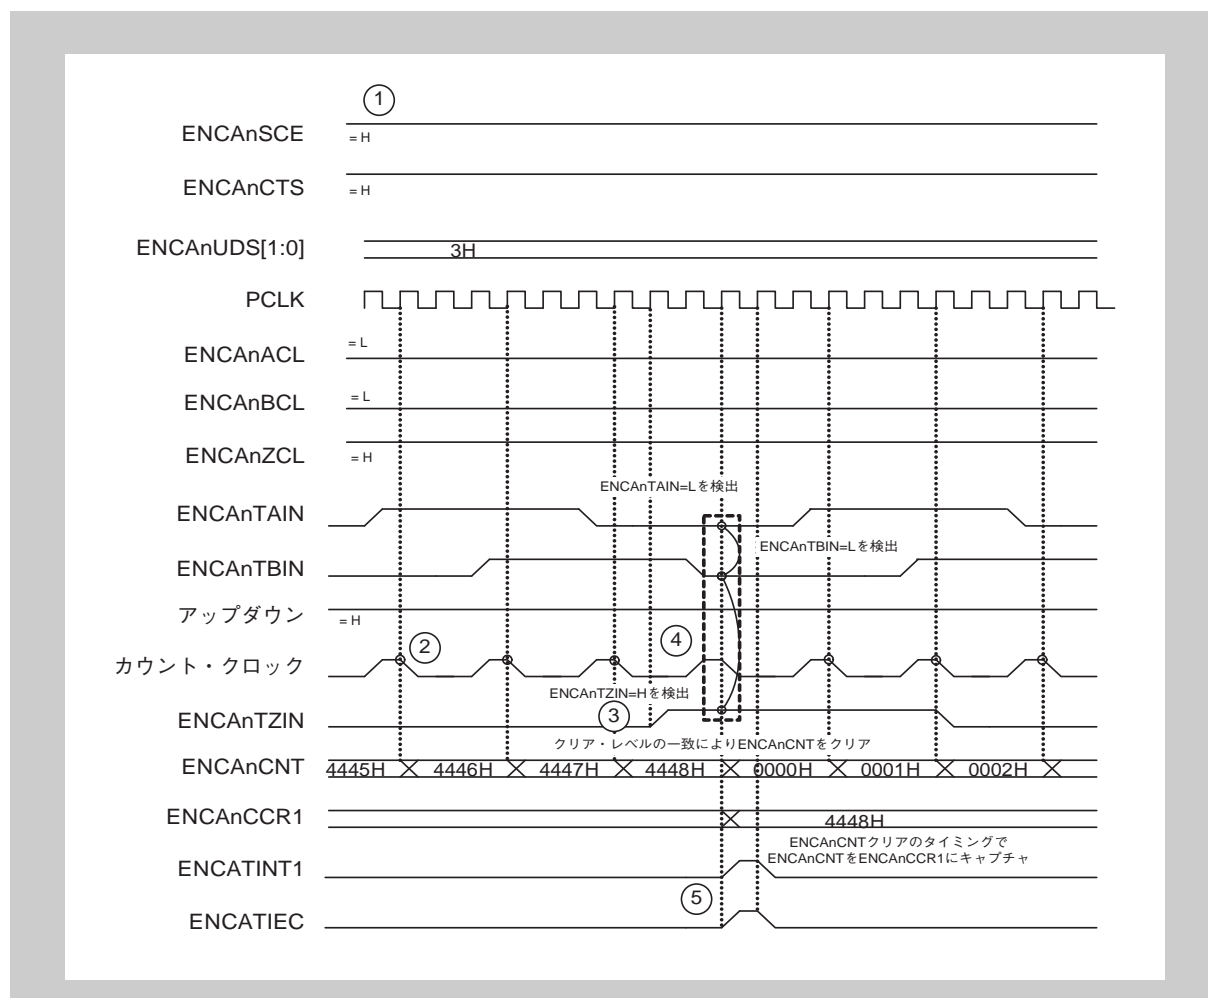 ①
ENCAnSCE
= H
ENCAnCTS
= H
ENCAnUDS[1:0]
3H
PCLK
ENCAnACL
= L
ENCAnBCL
= L
ENCAnZCL
= H
ENCAnTAIN=Lを検出
ENCAnTAIN
ENCAnTBIN=Lを検出
ENCAnTBIN
アップダウン
= H
②
④
カウント・クロック
ENCAnTZIN=Hを検出
③
ENCAnTZIN
クリア・レベルの一致によりENCAnCNTをクリア
ENCAnCNT
4445H 4446H 4447H 4448H 0000H 0001H 0002H
ENCAnCCR1
4448H
ENCAnCNTクリアのタイミングで
ENCAnCNTをENCAnCCR1にキャプチャ
ENCATINT1
⑤
ENCATIEC